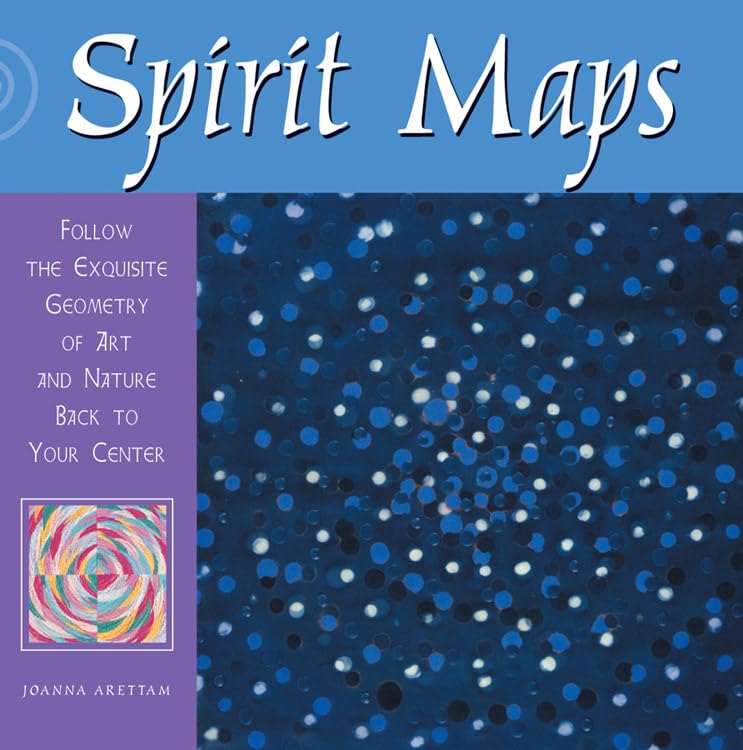 Spirit Maps
Follow
the Exquisite
Geometry
of Art
and Nature
Back to
Your Center
Joanna Arettam